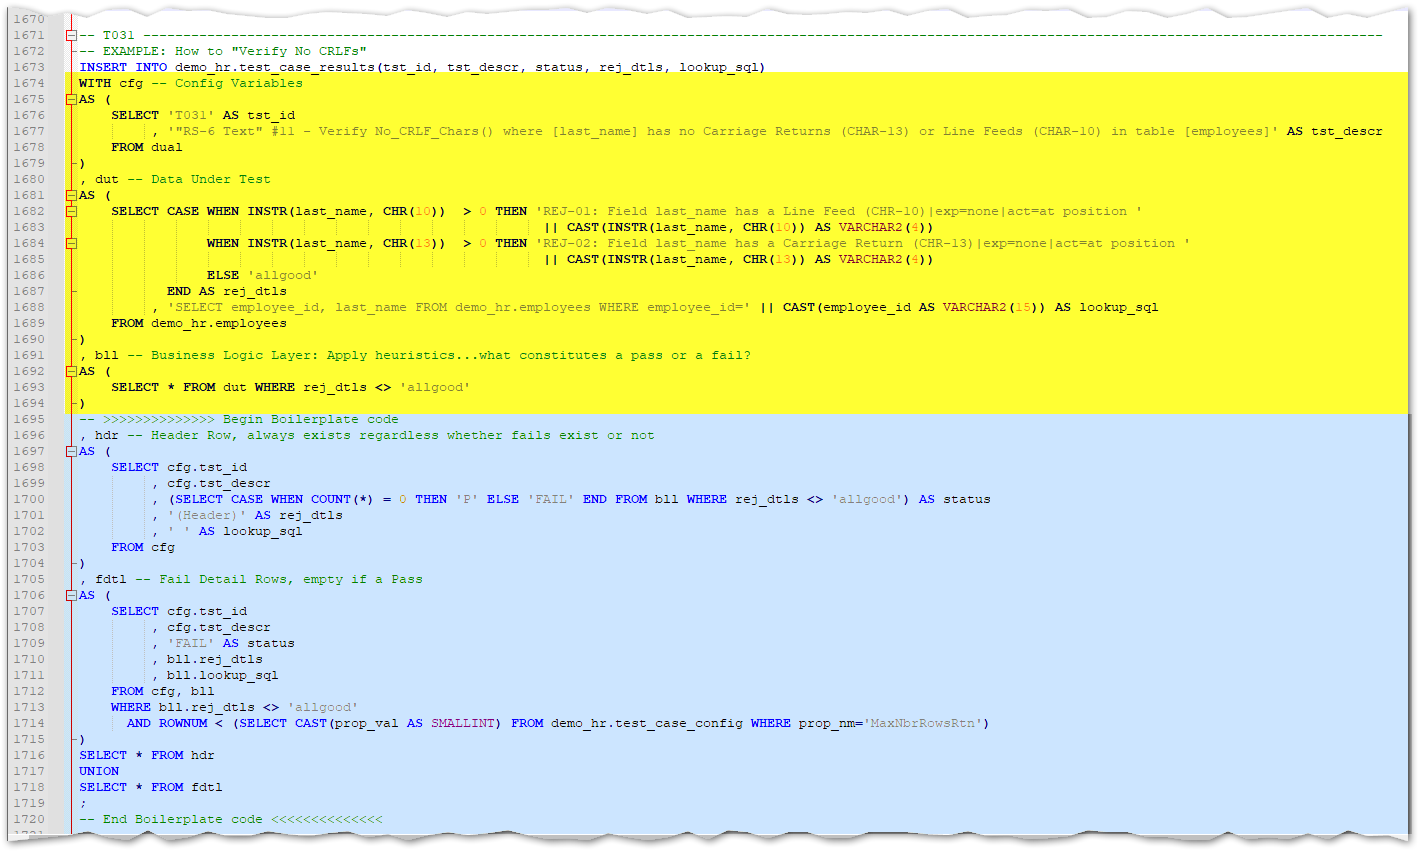 1670
1671 -- T031 --------------------------------------------------------------------------------------------------------------------------------------------------------
1672 -- EXAMPLE: How to "Verify No CRLFs"
1673 INSERT INTO demo_hr.test_case_results(tst_id, tst_descr, status, rej_dtls, lookup_sql)
1674 WITH cfg -- Config Variables
1675 AS (
1676     SELECT 'T031' AS tst_id
1677          , '"RS-6 Text" #11 - Verify No_CRLF_Chars() where [last_name] has no Carriage Returns (CHAR-13) or Line Feeds (CHAR-10) in table [employees]' AS tst_descr
1678     FROM dual
1679 )
1680 , dut -- Data Under Test
1681 AS (
1682     SELECT CASE WHEN INSTR(last_name, CHR(10))  > 0 THEN 'REJ-01: Field last_name has a Line Feed (CHR-10)|exp=none|act=at position '
1683                                                           || CAST(INSTR(last_name, CHR(10)) AS VARCHAR2(4))
1684                 WHEN INSTR(last_name, CHR(13))  > 0 THEN 'REJ-02: Field last_name has a Carriage Return (CHR-13)|exp=none|act=at position '
1685                                                           || CAST(INSTR(last_name, CHR(13)) AS VARCHAR2(4))
1686                 ELSE 'allgood'
1687            END AS rej_dtls
1688          , 'SELECT employee_id, last_name FROM demo_hr.employees WHERE employee_id=' || CAST(employee_id AS VARCHAR2(15)) AS lookup_sql
1689     FROM demo_hr.employees
1690 )
1691 , bll -- Business Logic Layer: Apply heuristics...what constitutes a pass or a fail?
1692 AS (
1693     SELECT * FROM dut WHERE rej_dtls <> 'allgood'
1694 )
1695 -- >>>>>>>>>>>>>> Begin Boilerplate code
1696 , hdr -- Header Row, always exists regardless whether fails exist or not
1697 AS (
1698     SELECT cfg.tst_id
1699          , cfg.tst_descr
1700          , (SELECT CASE WHEN COUNT(*) = 0 THEN 'P' ELSE 'FAIL' END FROM bll WHERE rej_dtls <> 'allgood') AS status
1701          , '(Header)' AS rej_dtls
1702          , ' ' AS lookup_sql
1703     FROM cfg
1704 )
1705 , fdtl -- Fail Detail Rows, empty if a Pass
1706 AS (
1707     SELECT cfg.tst_id
1708          , cfg.tst_descr
1709          , 'FAIL' AS status
1710          , bll.rej_dtls
1711          , bll.lookup_sql
1712     FROM cfg, bll
1713     WHERE bll.rej_dtls <> 'allgood'
1714       AND ROWNUM < (SELECT CAST(prop_val AS SMALLINT) FROM demo_hr.test_case_config WHERE prop_nm='MaxNbrRowsRtn')
1715 )
1716 SELECT * FROM hdr
1717 UNION
1718 SELECT * FROM fdtl
1719 ;
1720 -- End Boilerplate code <<<<<<<<<<<<<<